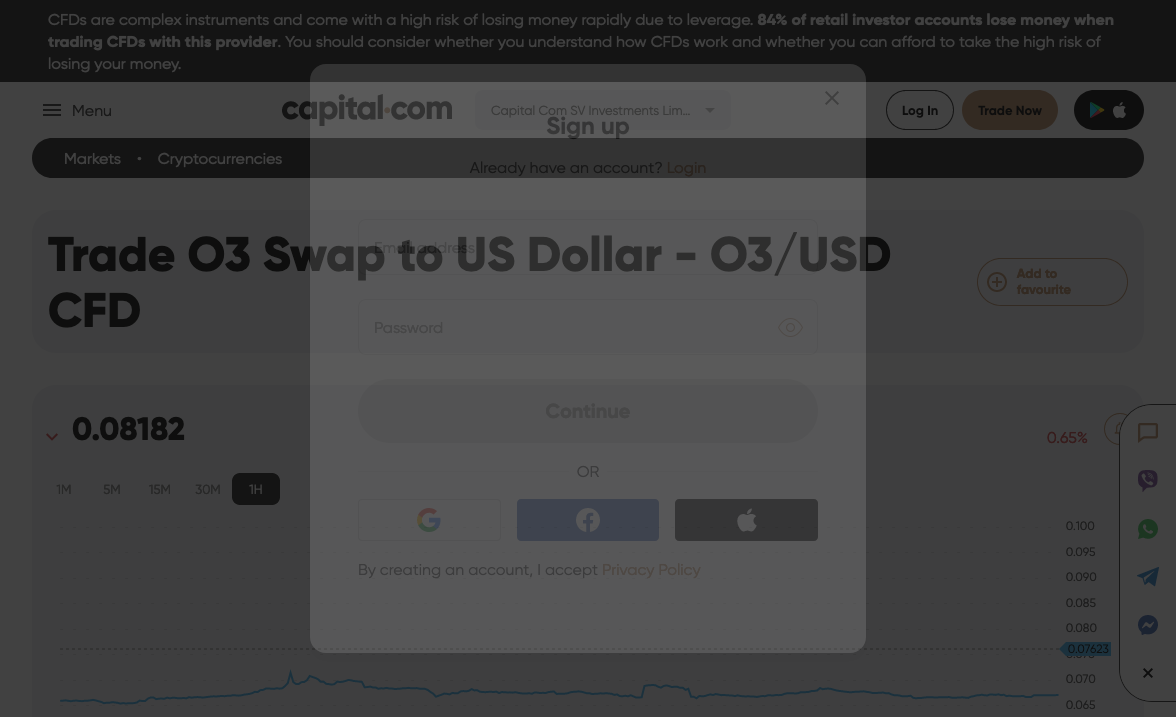 CFDs are complex instruments and come with a high risk of losing money rapidly due to leverage. 84% of retail investor accounts lose money when
trading CFDs with this provider. You should consider whether you understand how CFDs work and whether you can afford to take the high risk of
losing your money.
Menu
capital.com
Capital Com SV Investments Lim...
Log In
Trade Now
Sign up
Markets • Cryptocurrencies
Already have an account? Login
Trade O3 Swap to US Dollar - O3/USD
CFD
Email address
Add to
favourite
Password
Continue
0.08182
0.65%
OR
1M 5M 15M 30M 1H
By creating an account, I accept Privacy Policy
0.100
0.095
0.090
0.085
0.080
0.07623
0.070
0.065